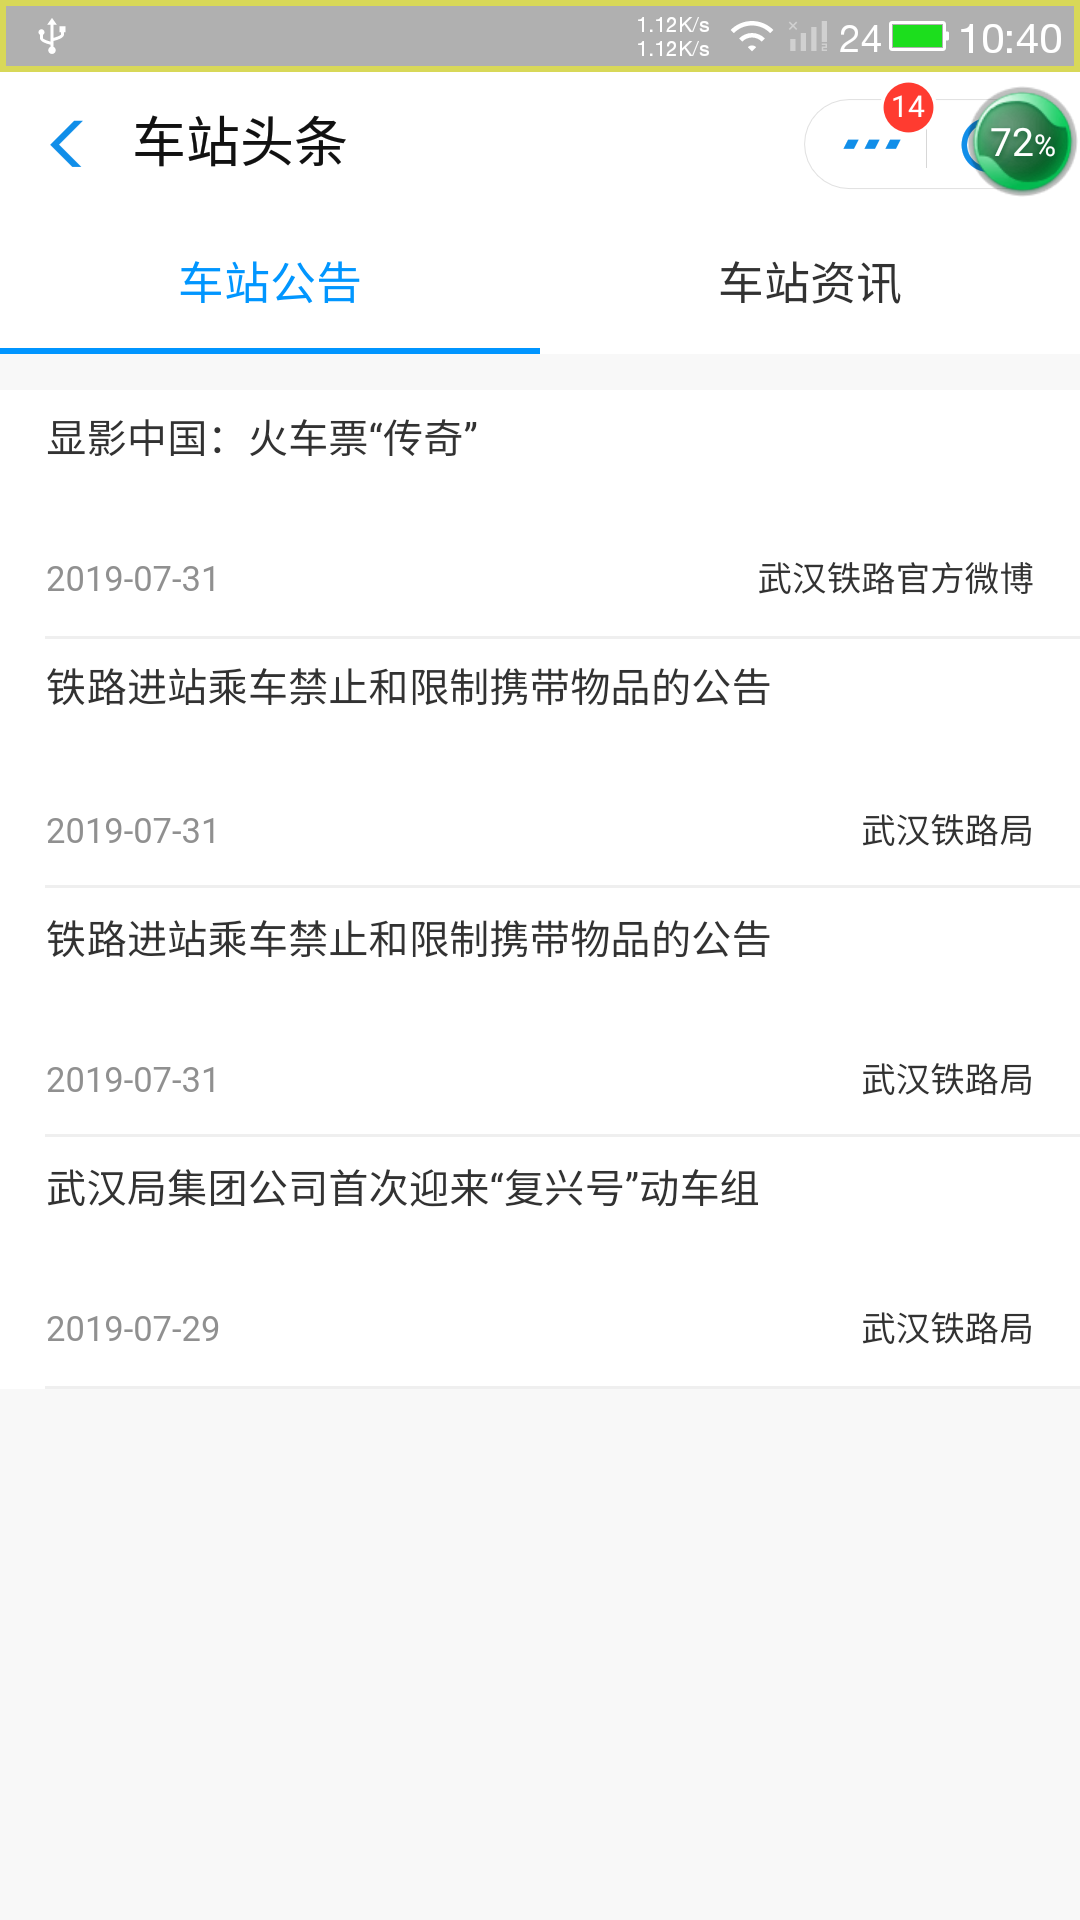 1.12K/s
1.12K/s
24
10:40
车站头条
14
72%
车站公告
车站资讯
显影中国：火车票“传奇”
2019-07-31
武汉铁路官方微博
铁路进站乘车禁止和限制携带物品的公告
2019-07-31
武汉铁路局
铁路进站乘车禁止和限制携带物品的公告
2019-07-31
武汉铁路局
武汉局集团公司首次迎来“复兴号”动车组
2019-07-29
武汉铁路局